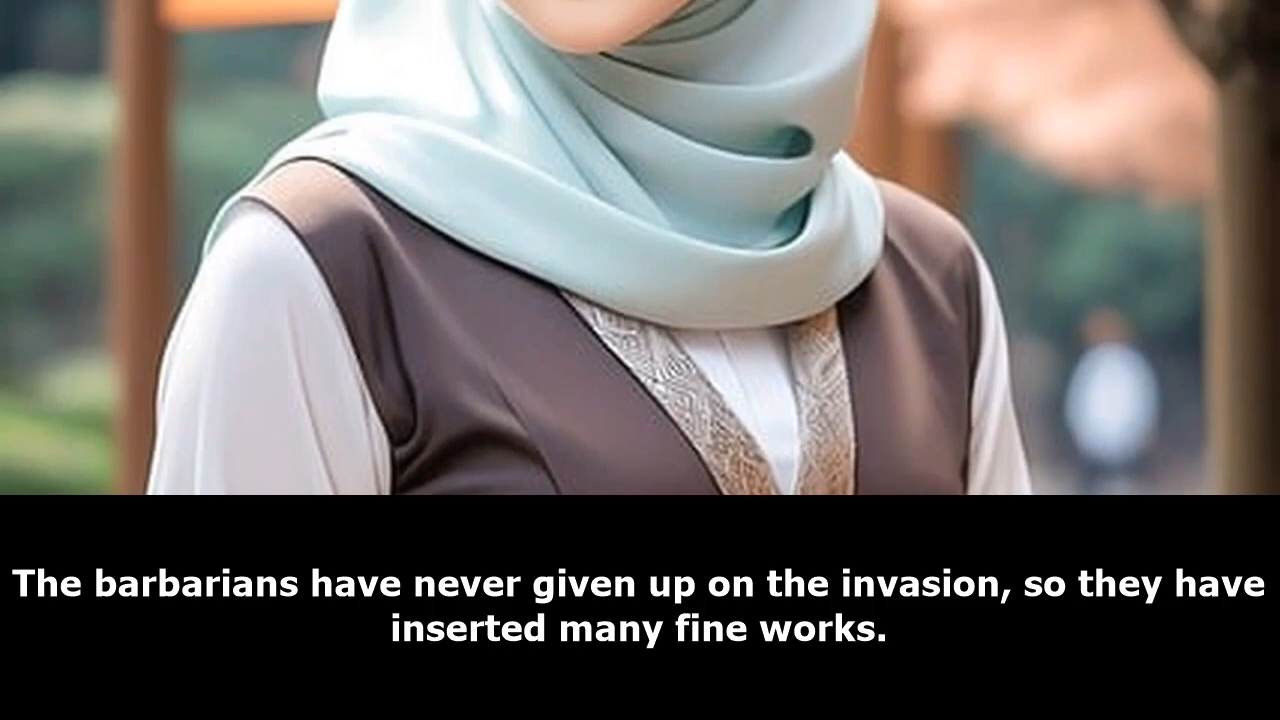 The barbarians have never given up on the invasion, so they have
inserted many fine works.